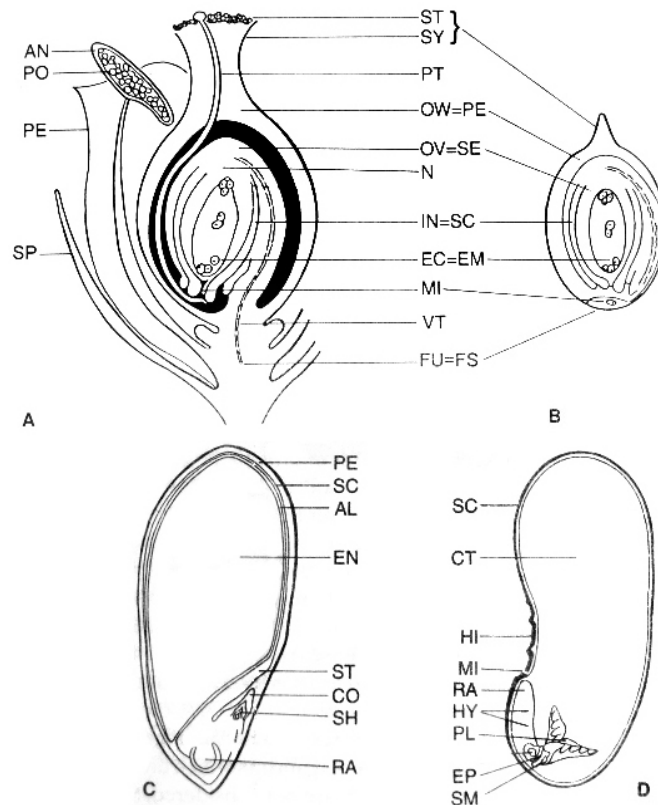 ST
SY
AN
PO
PT
PE
OW=PE
OV=SE
N
IN=SC
SP
EC=EM
MI
VT
FU=FS
A
B
PE
SC
AL
EN
ST
CO
SH
RA
C
SC
CT
HI
MI
RA
HY
PL
EP
SM
D